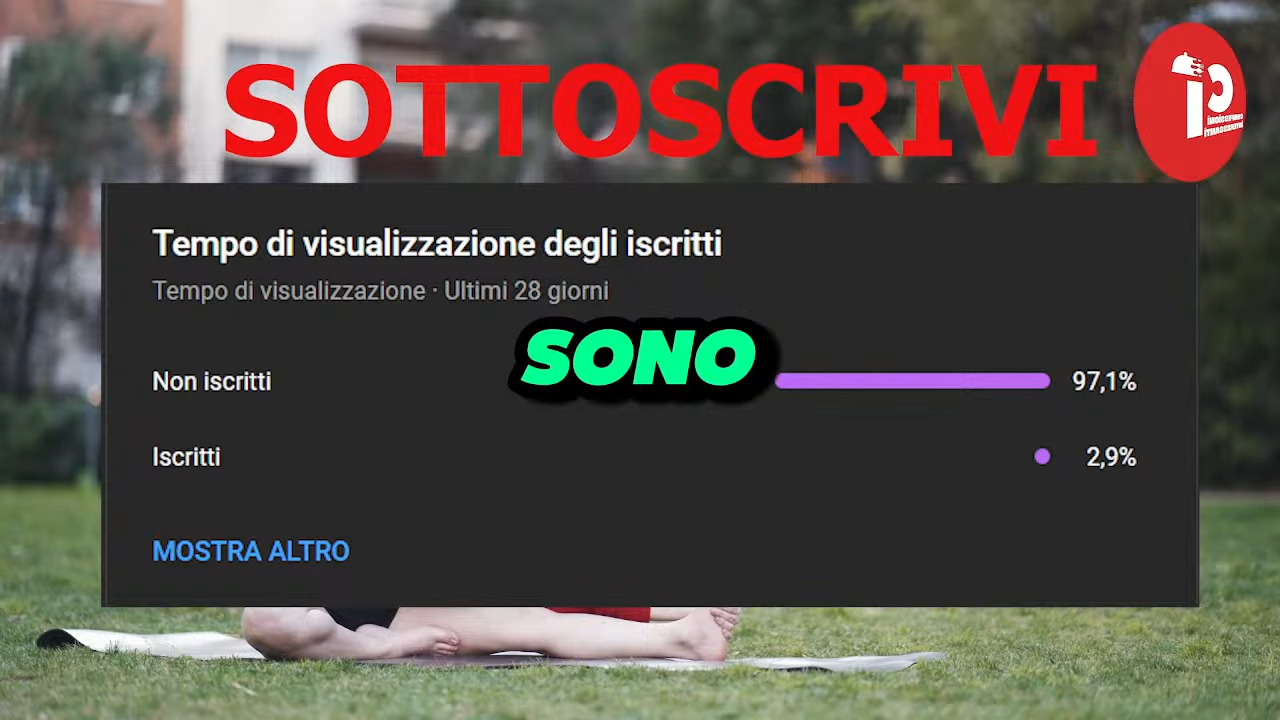 SOTTOSCRIVI
Tempo di visualizzazione degli iscritti
Tempo di visualizzazione · Ultimi 28 giorni
SONO
Non iscritti 97,1%
Iscritti 2,9%
MOSTRA ALTRO